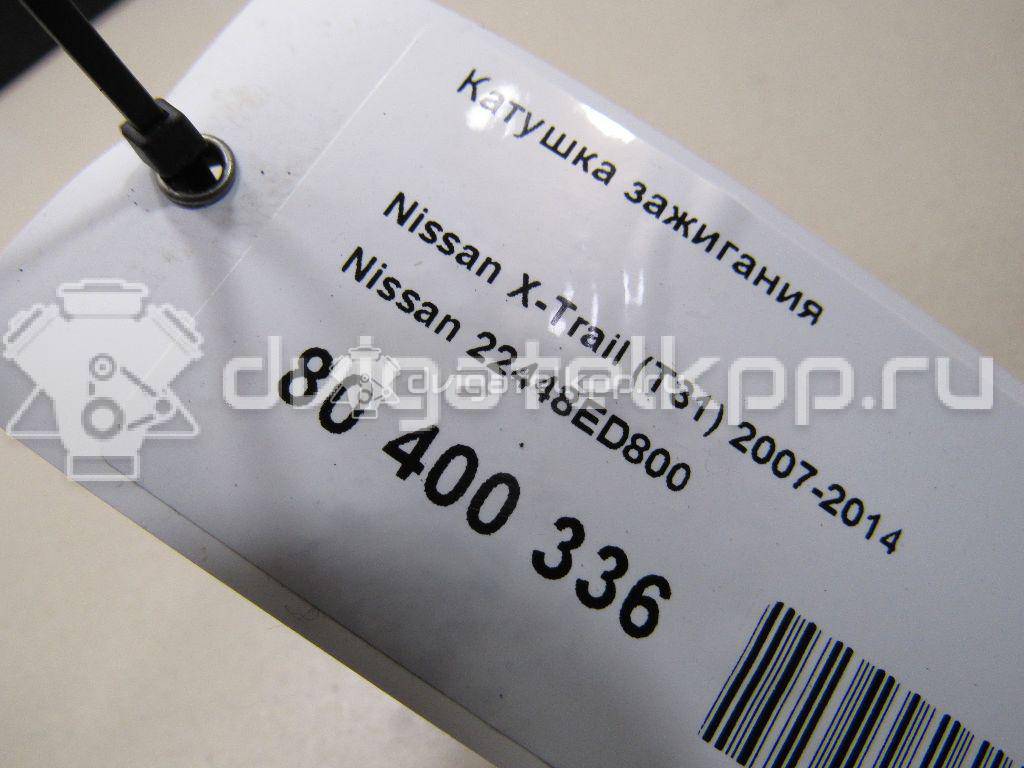 Катушка зажигания
Nissan X-Trail (T31) 2007-2014
Nissan 22448ED800
80 400 336
dvigatelkpp.ru